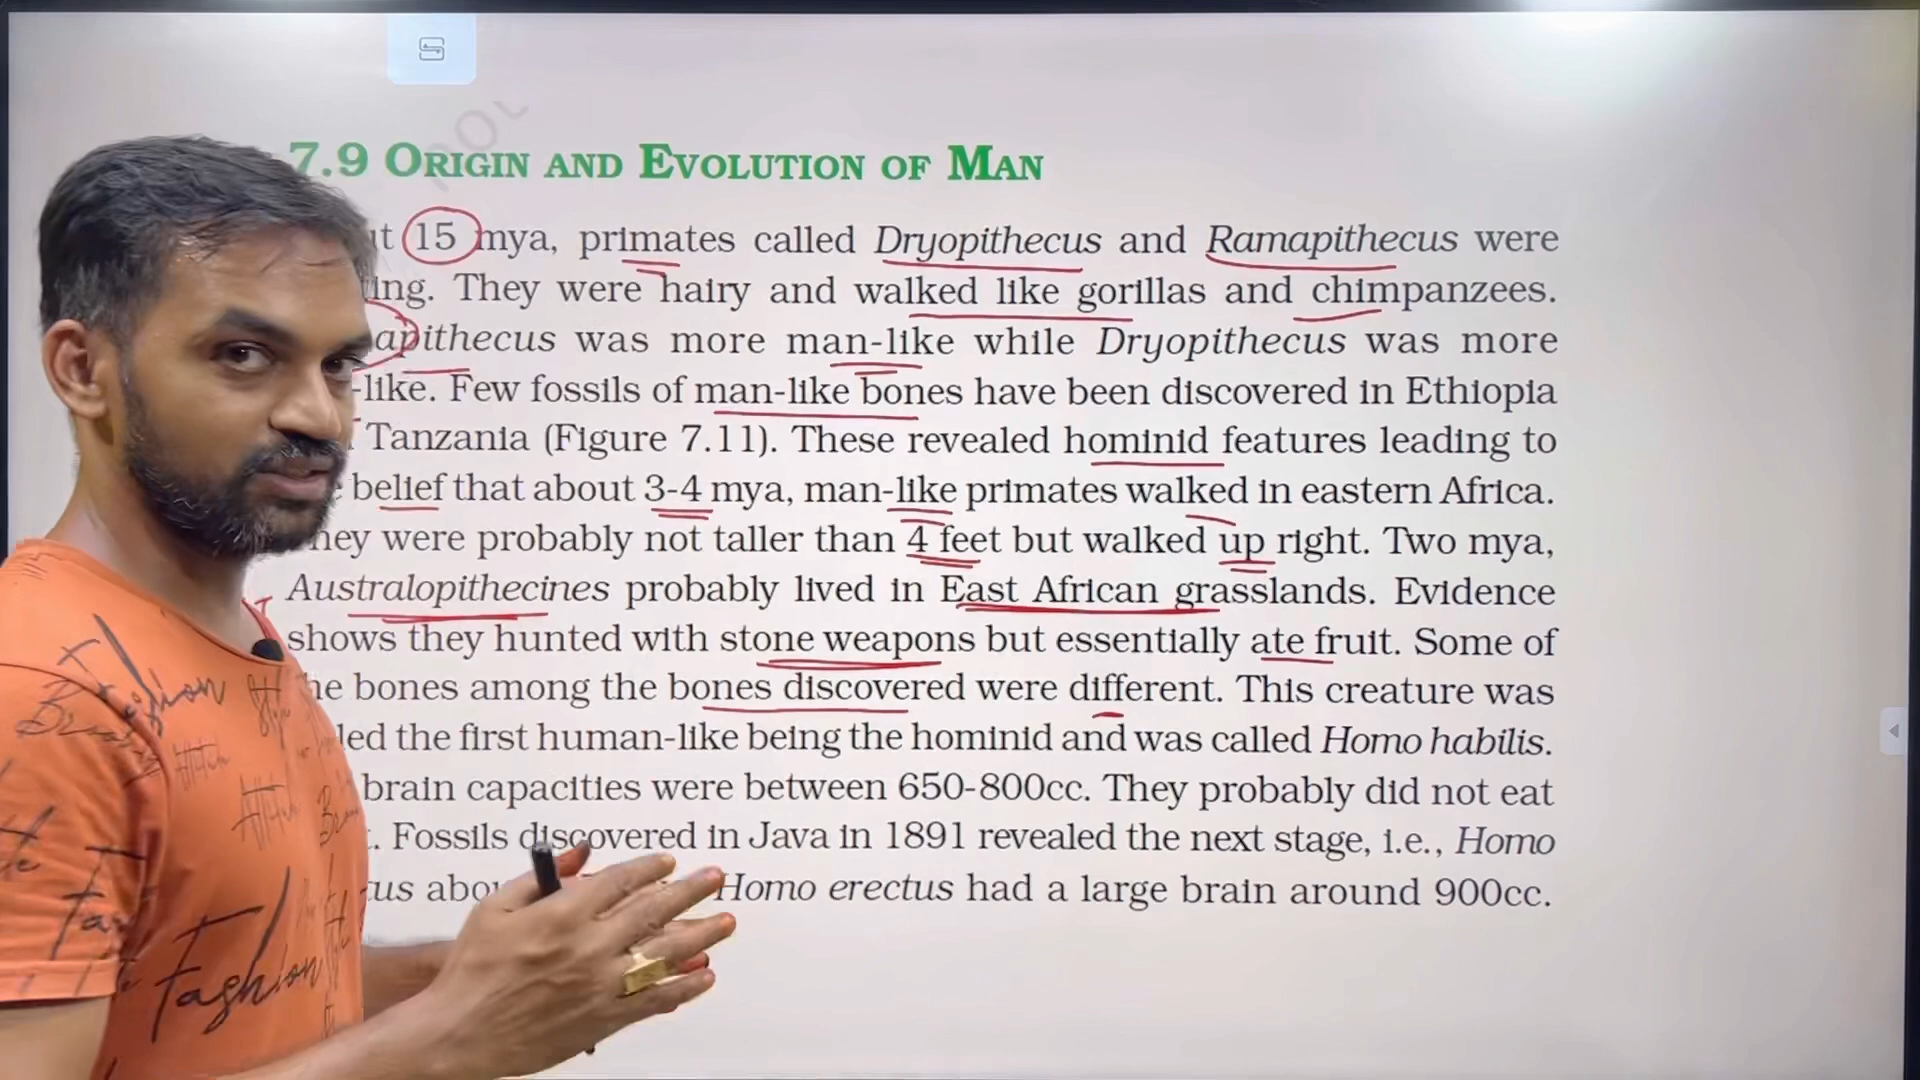 7.9 ORIGIN AND EVOLUTION OF MAN
15 mya, primates called Dryopithecus and Ramapithecus were
They were hairy and walked like gorillas and chimpanzees.
was more man-like while Dryopithecus was more
-like. Few fossils of man-like bones have been discovered in Ethiopia
Tanzania (Figure 7.11). These revealed hominid features leading to
belief that about 3-4 mya, man-like primates walked in eastern Africa.
They were probably not taller than 4 feet but walked up right. Two mya,
Australopithecines probably lived in East African grasslands. Evidence
shows they hunted with stone weapons but essentially ate fruit. Some of
the bones among the bones discovered were different. This creature was
the first human-like being the hominid and was called Homo habilis.
brain capacities were between 650-800cc. They probably did not eat
Fossils discovered in Java in 1891 revealed the next stage, i.e., Homo
Homo erectus had a large brain around 900cc.
Fashion
Fashion